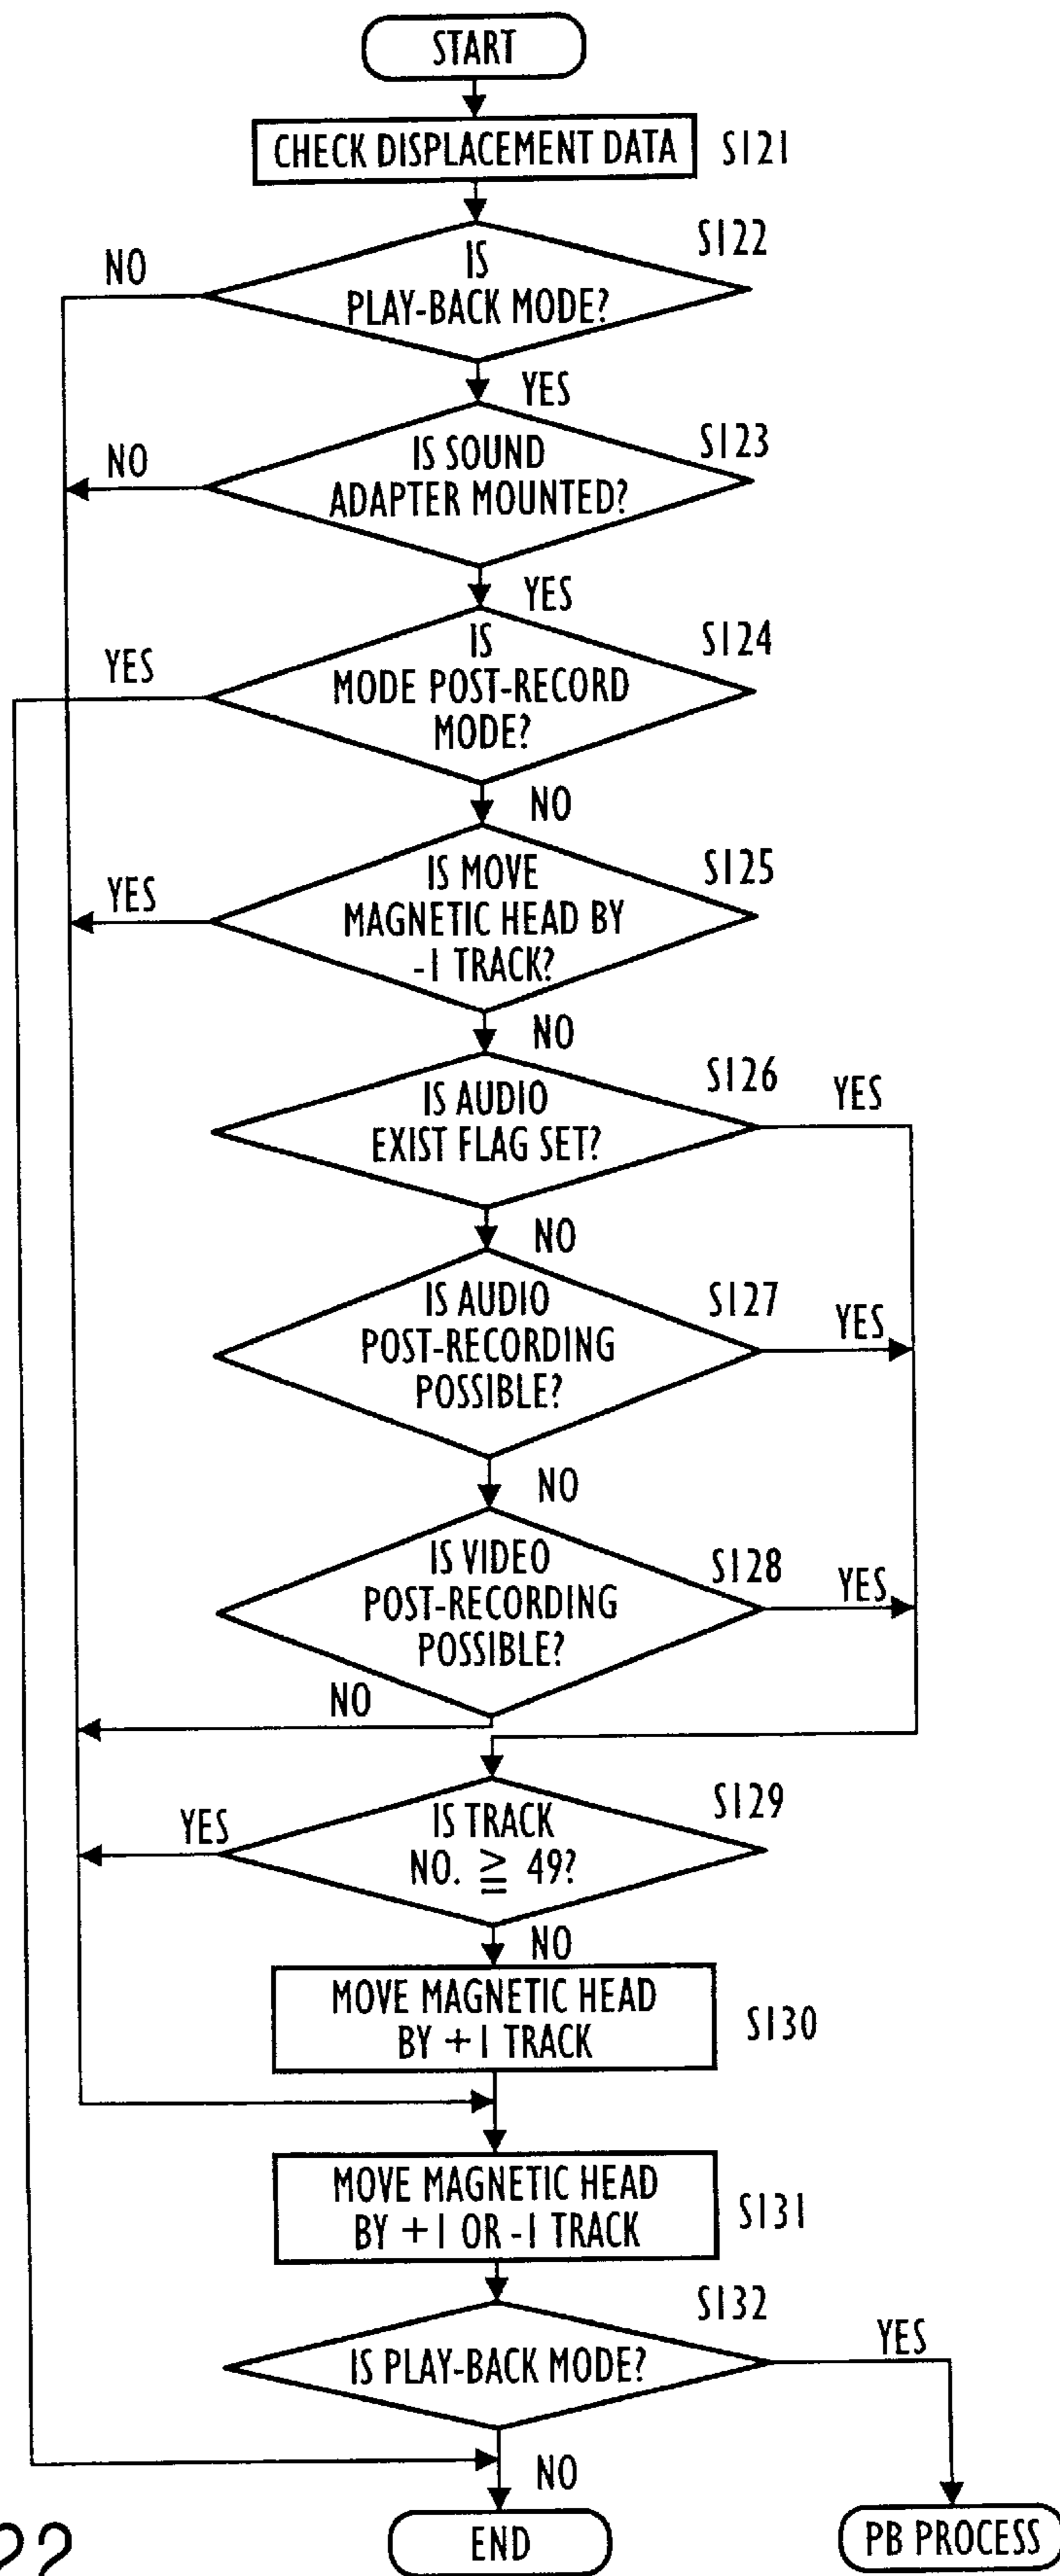 START
CHECK DISPLACEMENT DATA
S121
S122
NO
IS
PLAY-BACK MODE?
YES
S123
NO
IS SOUND
ADAPTER MOUNTED?
YES
S124
YES
IS
MODE POST-RECORD
MODE?
NO
S125
YES
IS MOVE
MAGNETIC HEAD BY
-1 TRACK?
NO
S126
YES
IS AUDIO
EXIST FLAG SET?
NO
S127
YES
IS AUDIO
POST-RECORDING
POSSIBLE?
NO
S128
YES
IS VIDEO
POST-RECORDING
POSSIBLE?
NO
S129
YES
IS TRACK
NO. ≧ 49?
NO
MOVE MAGNETIC HEAD
BY +1 TRACK
S130
MOVE MAGNETIC HEAD
BY +1 OR -1 TRACK
S131
S132
YES
IS PLAY-BACK MODE?
NO
END
PB PROCESS